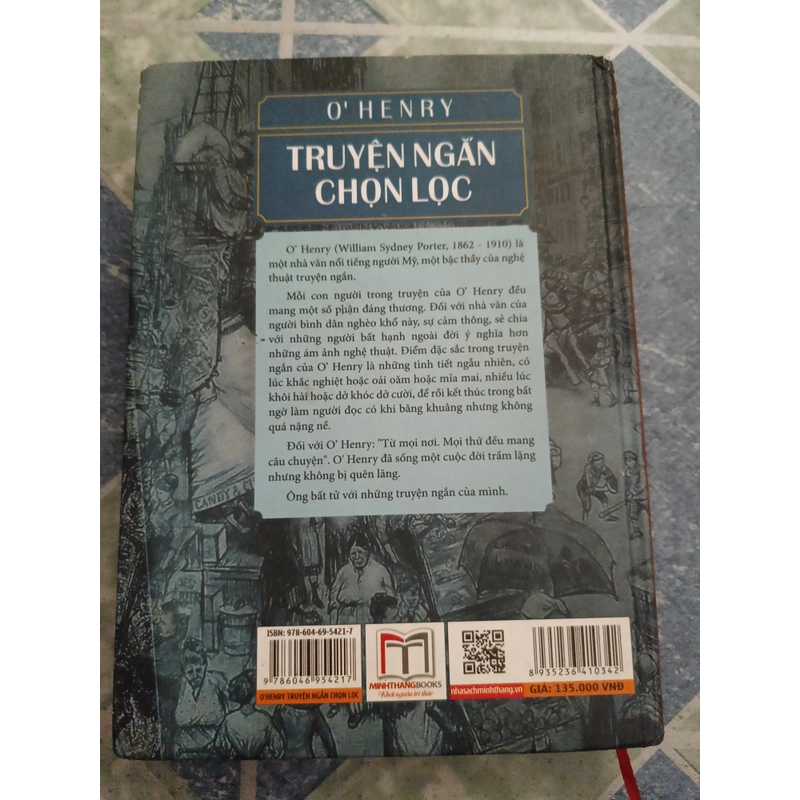 O' HENRY
TRUYỆN NGẮN
CHỌN LỌC
O' Henry (William Sydney Porter, 1862 - 1910) là
một nhà văn nổi tiếng người Mỹ, một bậc thầy của nghệ
thuật truyện ngắn.
Mỗi con người trong truyện của O' Henry đều
mang một số phận đáng thương. Đối với nhà văn của
người bình dân nghèo khổ này, sự cảm thông, sẻ chia
với những người bất hạnh ngoài đời ý nghĩa hơn
những ám ảnh nghệ thuật. Điểm đặc sắc trong truyện
ngắn của O' Henry là những tình tiết ngẫu nhiên, có
lúc khắc nghiệt hoặc oái oăm hoặc mỉa mai, nhiều lúc
khôi hài hoặc dở khóc dở cười, để rồi kết thúc trong bất
ngờ làm người đọc có khi bâng khuâng nhưng không
quá nặng nề.
Đối với O' Henry: "Từ mọi nơi. Mọi thứ đều mang
câu chuyện". O' Henry đã sống một cuộc đời trầm lặng
nhưng không bị quên lãng.
Ông bất tử với những truyện ngắn của mình.
CANDY &
ISBN: 978-604-69-5421-7
9 786046 954217
O'HENRY TRUYỆN NGẮN CHỌN LỌC
MINHTHANGBOOKS
Khơi nguồn tri thức
nhasachminhthang.vn
8 935236 410342
GIÁ: 135.000 VNĐ